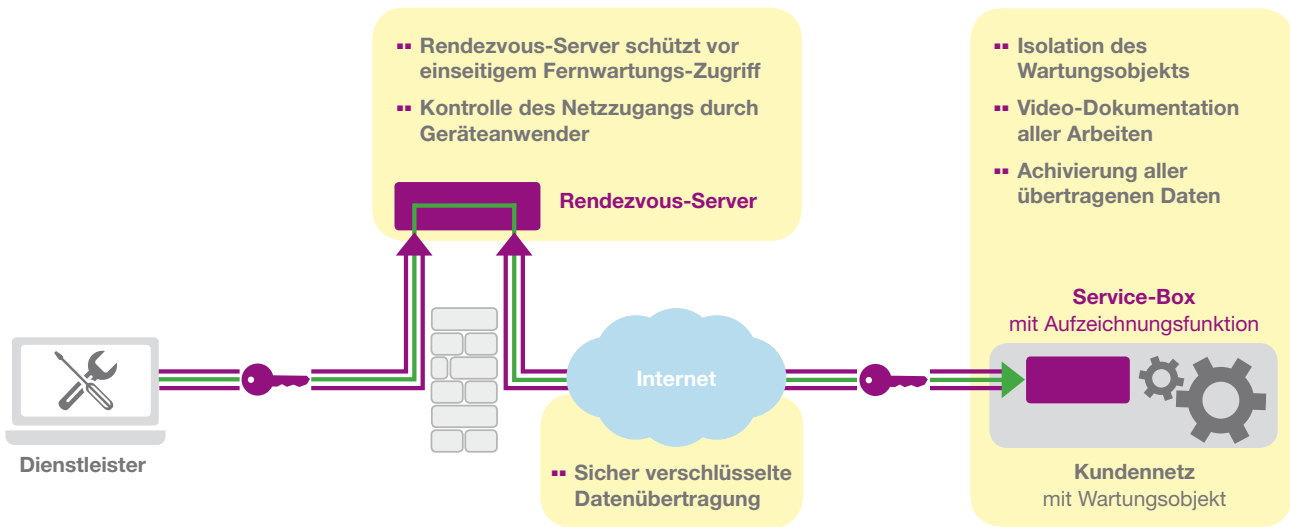 ▪▪ Rendezvous-Server schützt vor
einseitigem Fernwartungs-Zugriff
▪▪ Kontrolle des Netzzugangs durch
Geräteanwender
Rendezvous-Server
▪▪ Isolation des
Wartungsobjekts
▪▪ Video-Dokumentation
aller Arbeiten
▪▪ Achivierung aller
übertragenen Daten
Service-Box
mit Aufzeichnungsfunktion
Internet
Dienstleister
▪▪ Sicher verschlüsselte
Datenübertragung
Kundennetz
mit Wartungsobjekt